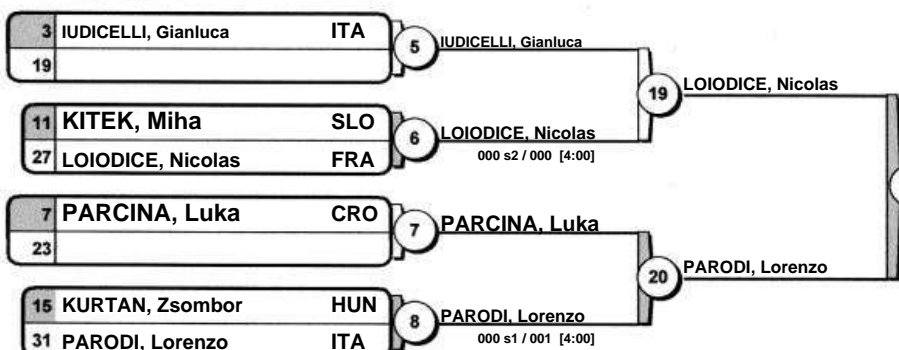 3 IUDICELLI, Gianluca ITA
19
5
IUDICELLI, Gianluca
11 KITEK, Miha SLO
27 LOIODICE, Nicolas FRA
6
LOIODICE, Nicolas
000 s2 / 000 [4:00]
19
LOIODICE, Nicolas
7 PARCINA, Luka CRO
23
7
PARCINA, Luka
15 KURTAN, Zsombor HUN
31 PARODI, Lorenzo ITA
8
PARODI, Lorenzo
000 s1 / 001 [4:00]
20
PARODI, Lorenzo